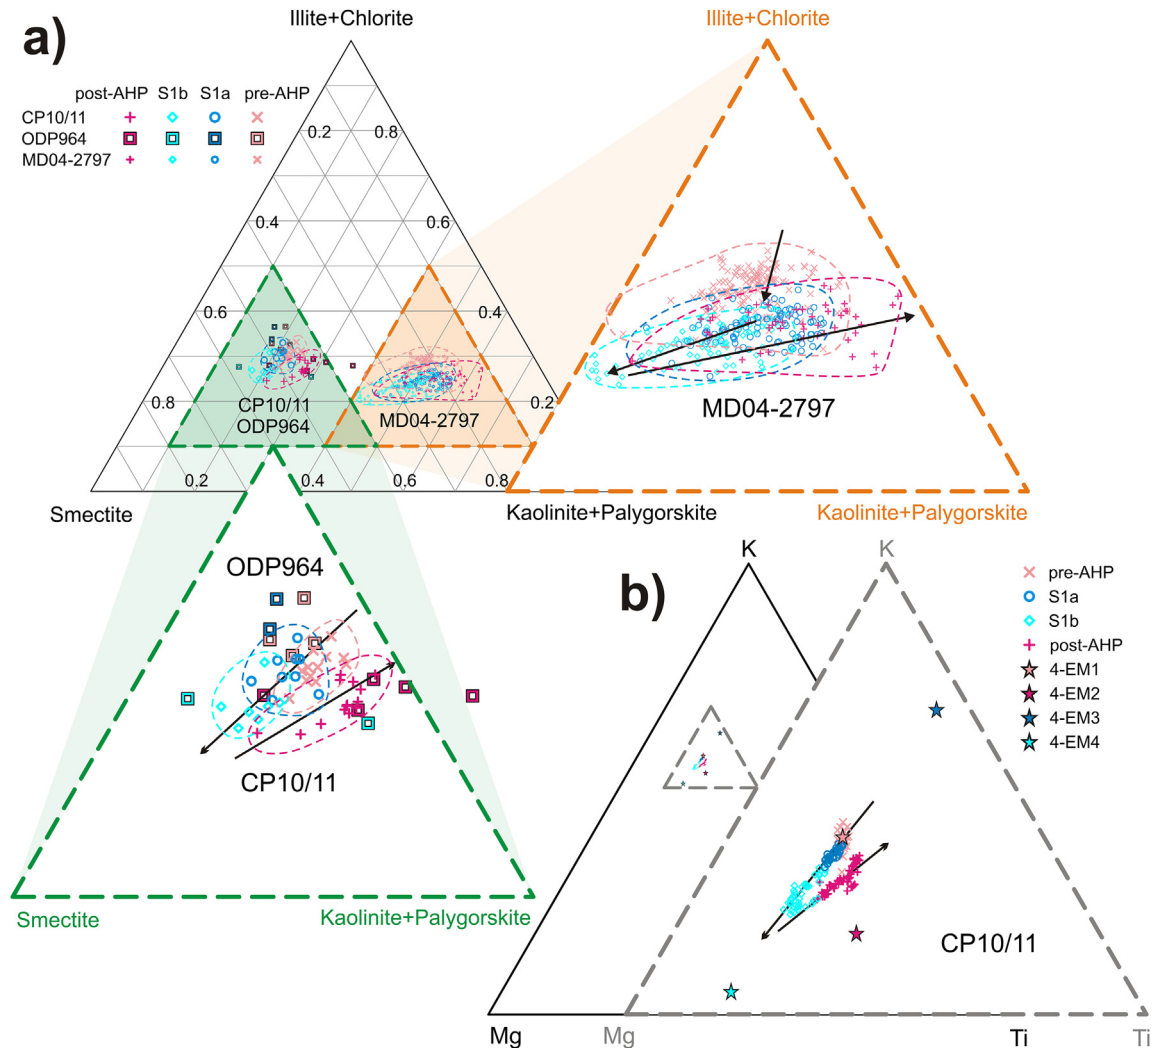 a)
Illite+Chlorite
Illite+Chlorite
post-AHP S1b S1a pre-AHP
CP10/11
ODP964
MD04-2797
0.2 0.8
0.4 0.6
0.6 0.4
0.8 0.2
CP10/11
ODP964
MD04-2797
MD04-2797
0.2 0.4 0.6 0.8
Smectite
Kaolinite+Palygorskite
Kaolinite+Palygorskite
ODP964
CP10/11
Smectite
Kaolinite+Palygorskite
b)
K
K
pre-AHP
S1a
S1b
post-AHP
4-EM1
4-EM2
4-EM3
4-EM4
CP10/11
Mg
Mg
Ti
Ti